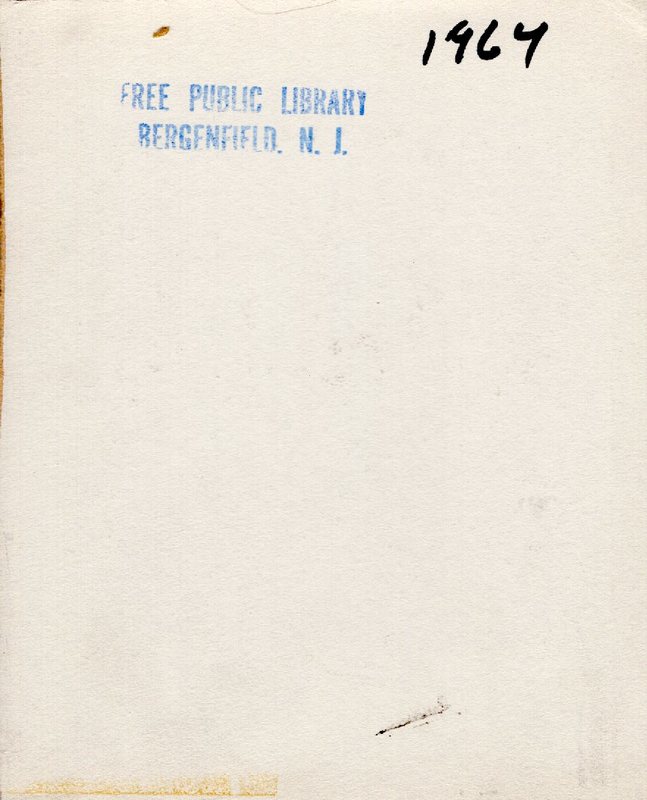 1964
FREE PUBLIC LIBRARY
BERGENFIELD. N. J.